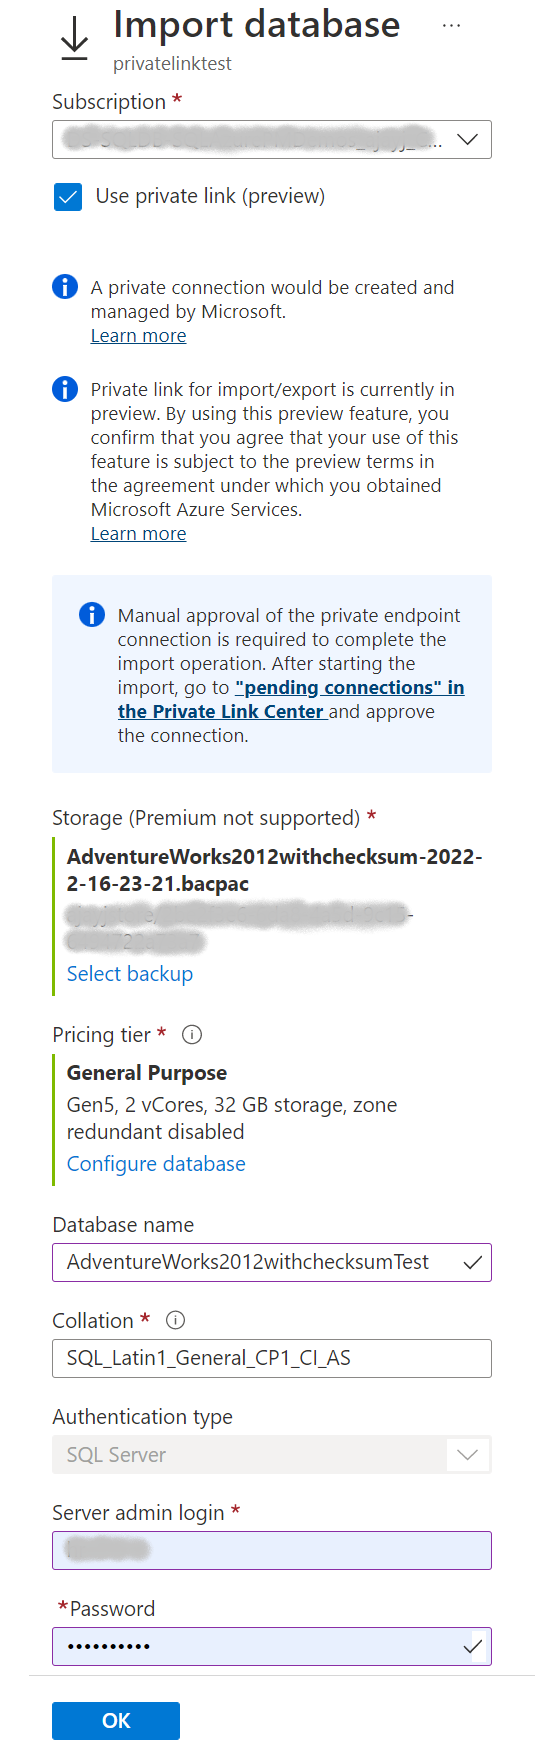 Import database
...
privatelinktest
Subscription *
Use private link (preview)
A private connection would be created and
managed by Microsoft.
Learn more
Private link for import/export is currently in
preview. By using this preview feature, you
confirm that you agree that your use of this
feature is subject to the preview terms in
the agreement under which you obtained
Microsoft Azure Services.
Learn more
Manual approval of the private endpoint
connection is required to complete the
import operation. After starting the
import, go to "pending connections" in
the Private Link Center and approve
the connection.
Storage (Premium not supported) *
AdventureWorks2012withchecksum-2022-
2-16-23-21.bacpac
Select backup
Pricing tier *
General Purpose
Gen5, 2 vCores, 32 GB storage, zone
redundant disabled
Configure database
Database name
AdventureWorks2012withchecksumTest
Collation *
SQL_Latin1_General_CP1_CI_AS
Authentication type
SQL Server
Server admin login *
*Password
••••••••••
OK